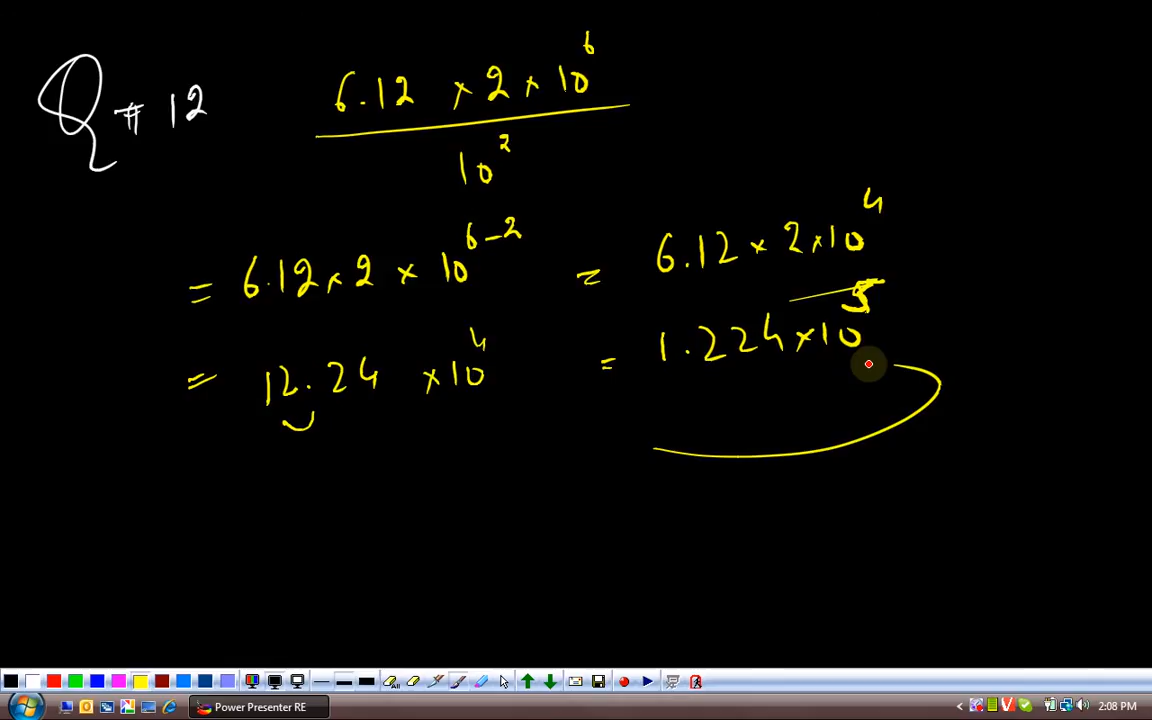 Q # 12
6.12 × 2 × 10^6
10^2
= 6.12 × 2 × 10^6-2 = 6.12 × 2 × 10^4
= 12.24 × 10^4 = 1.224 × 10^5
Power Presenter RE
2:08 PM